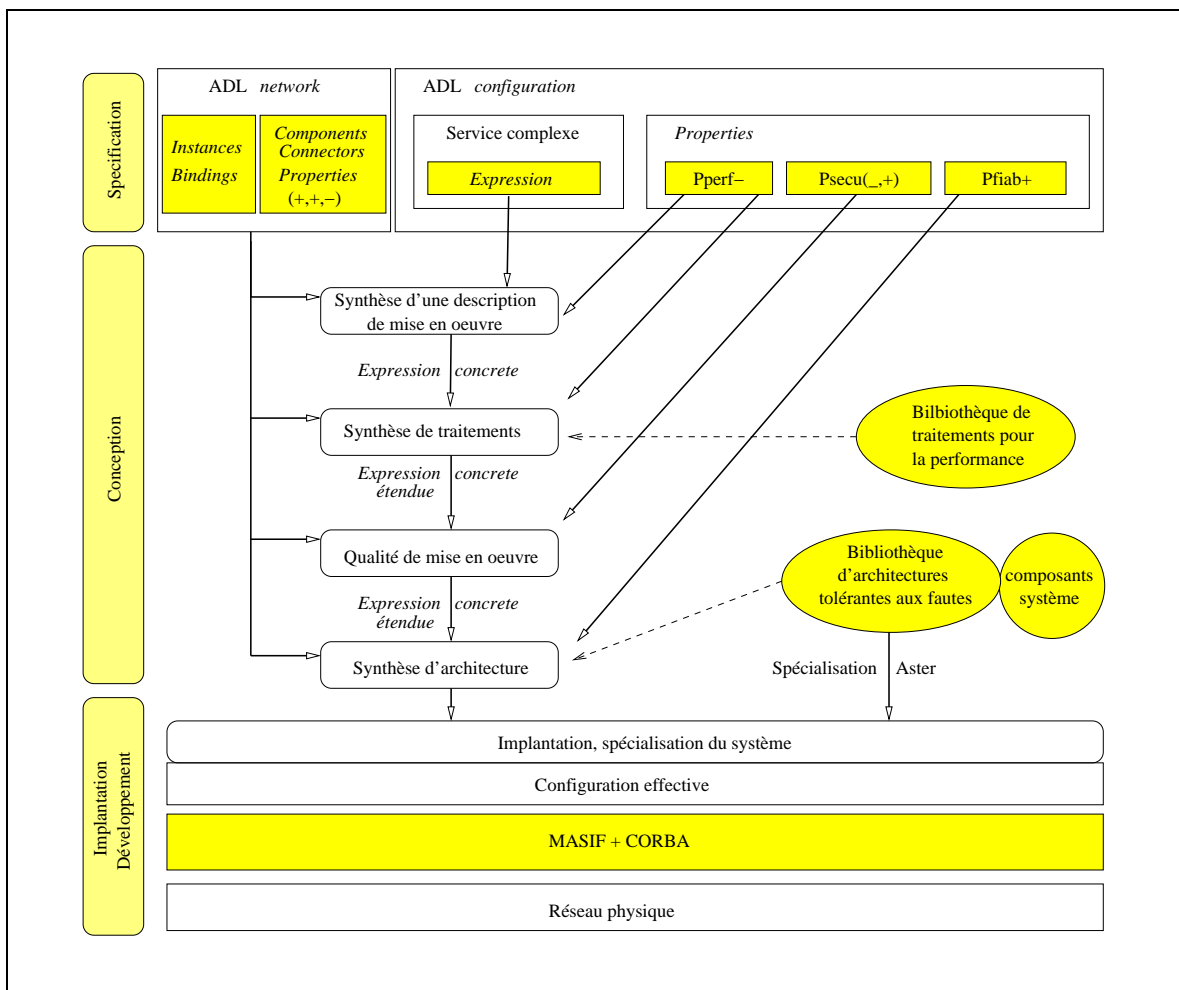 Specification
ADL network
Instances
Bindings
Components
Connectors
Properties
(+,+,−)
ADL configuration
Service complexe
Expression
Properties
Pperf−
Psecu(_,+)
Pfiab+
Conception
Synthèse d'une description
de mise en oeuvre
Expression concrete
Synthèse de traitements
Bilbiothèque de
traitements pour
la performance
Expression concrete
étendue
Qualité de mise en oeuvre
Bibliothèque
d'architectures
tolérantes aux fautes
composants
système
Expression concrete
étendue
Synthèse d'architecture
Spécialisation Aster
Implantation
Développement
Implantation, spécialisation du système
Configuration effective
MASIF + CORBA
Réseau physique